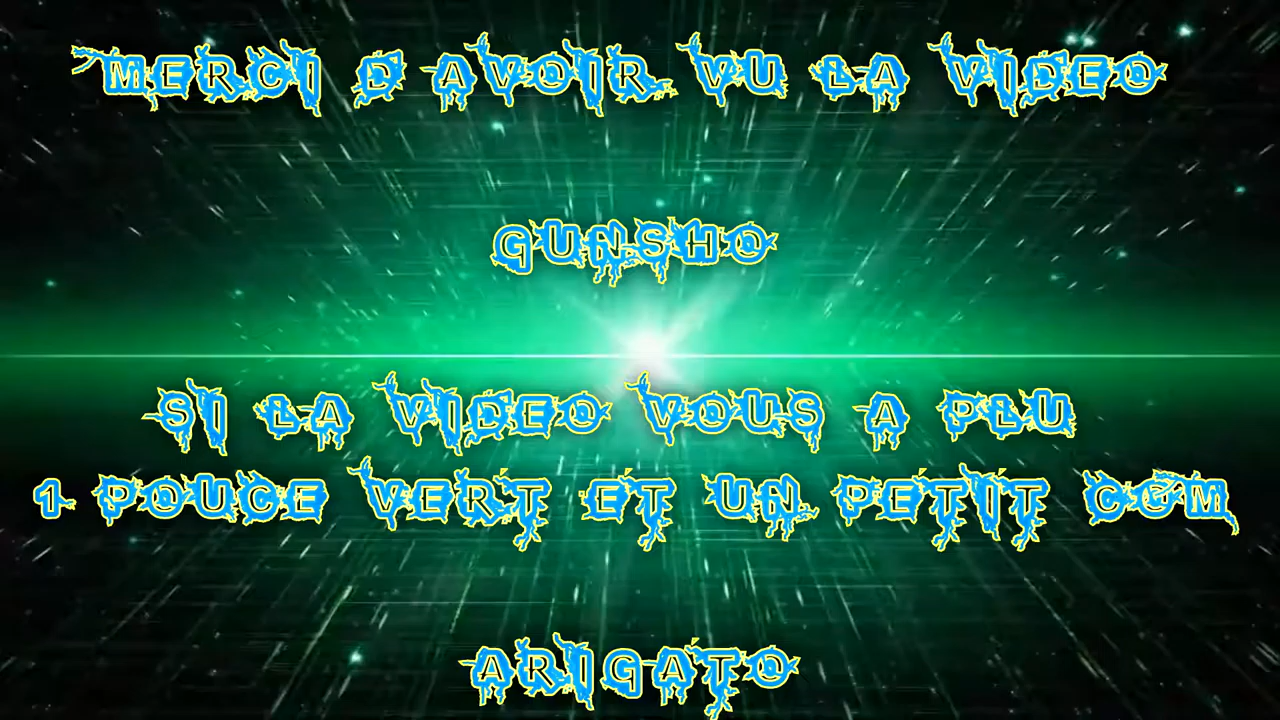 MERCI D AVOIR VU LA VIDEO
GUNSHO
SI LA VIDEO VOUS A PLU
1 POUCE VERT ET UN PETIT COM
ARIGATO